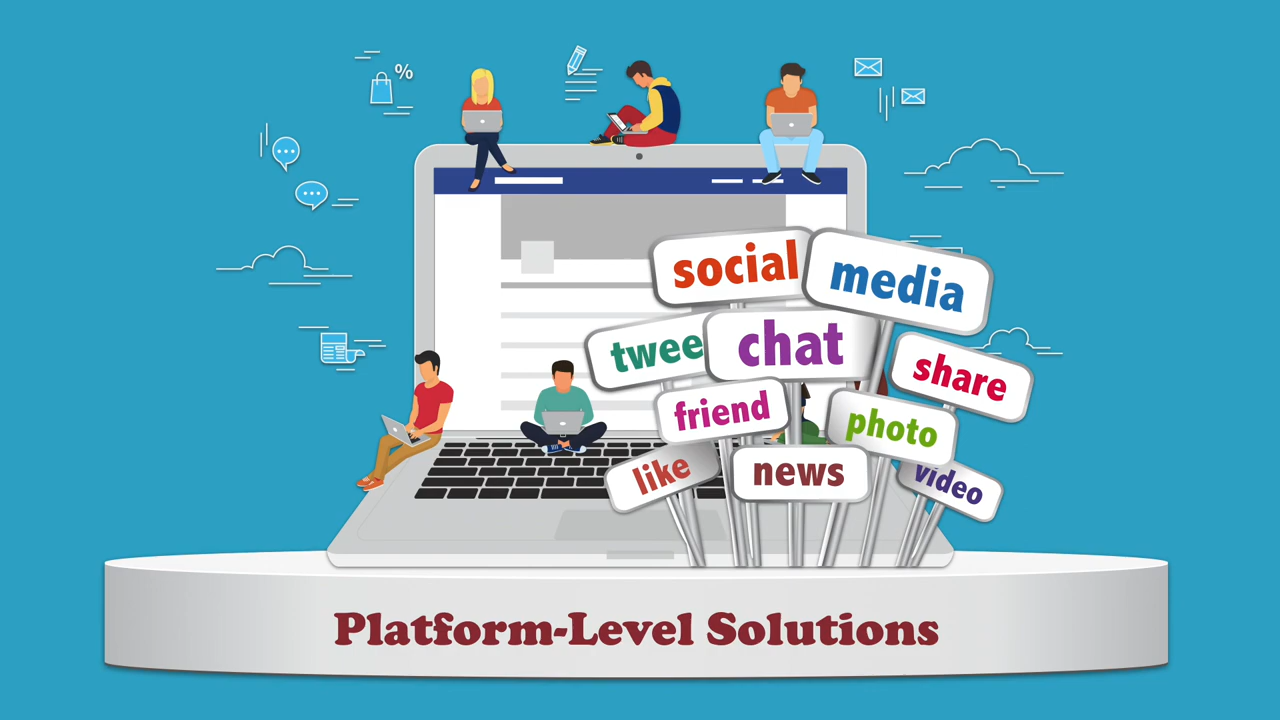 %
social
media
twee
chat
share
friend
photo
like
news
video
Platform-Level Solutions